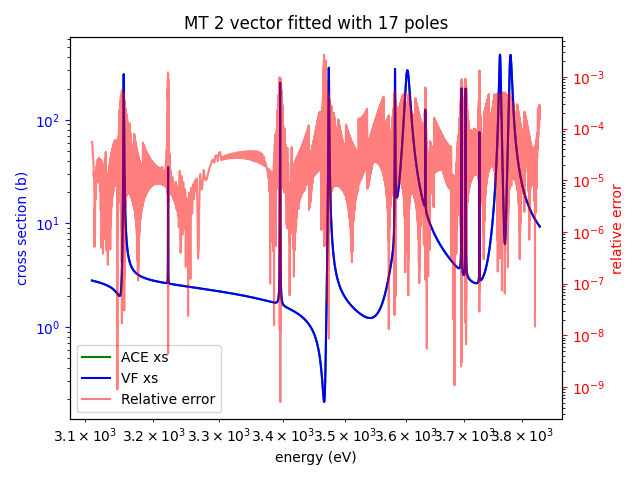 MT 2 vector fitted with 17 poles
10²
10¹
10⁰
cross section (b)
10⁻³
10⁻⁴
10⁻⁵
10⁻⁶
10⁻⁷
10⁻⁸
10⁻⁹
relative error
ACE xs
VF xs
Relative error
3.1 × 10³ 3.2 × 10³ 3.3 × 10³ 3.4 × 10³ 3.5 × 10³ 3.6 × 10³ 3.7 × 10³ 3.8 × 10³
energy (eV)